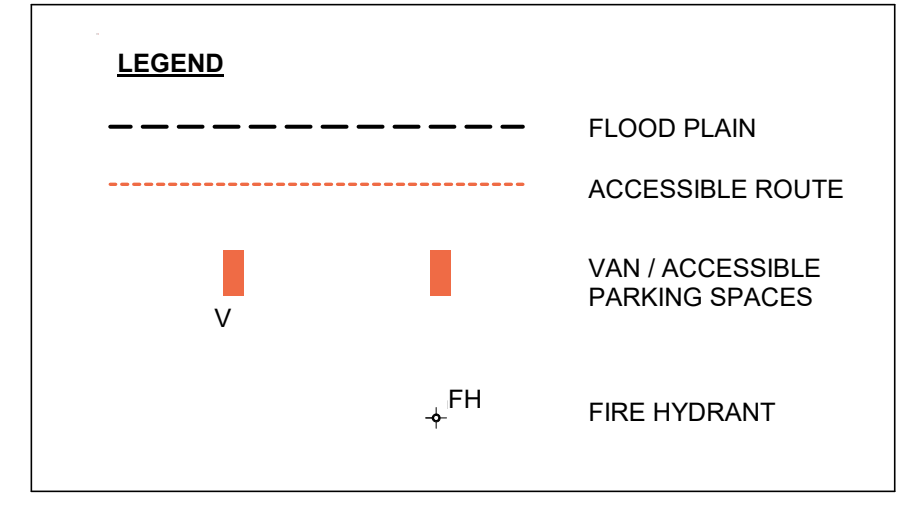 LEGEND
FLOOD PLAIN
ACCESSIBLE ROUTE
VAN / ACCESSIBLE
PARKING SPACES
V
FH
FIRE HYDRANT